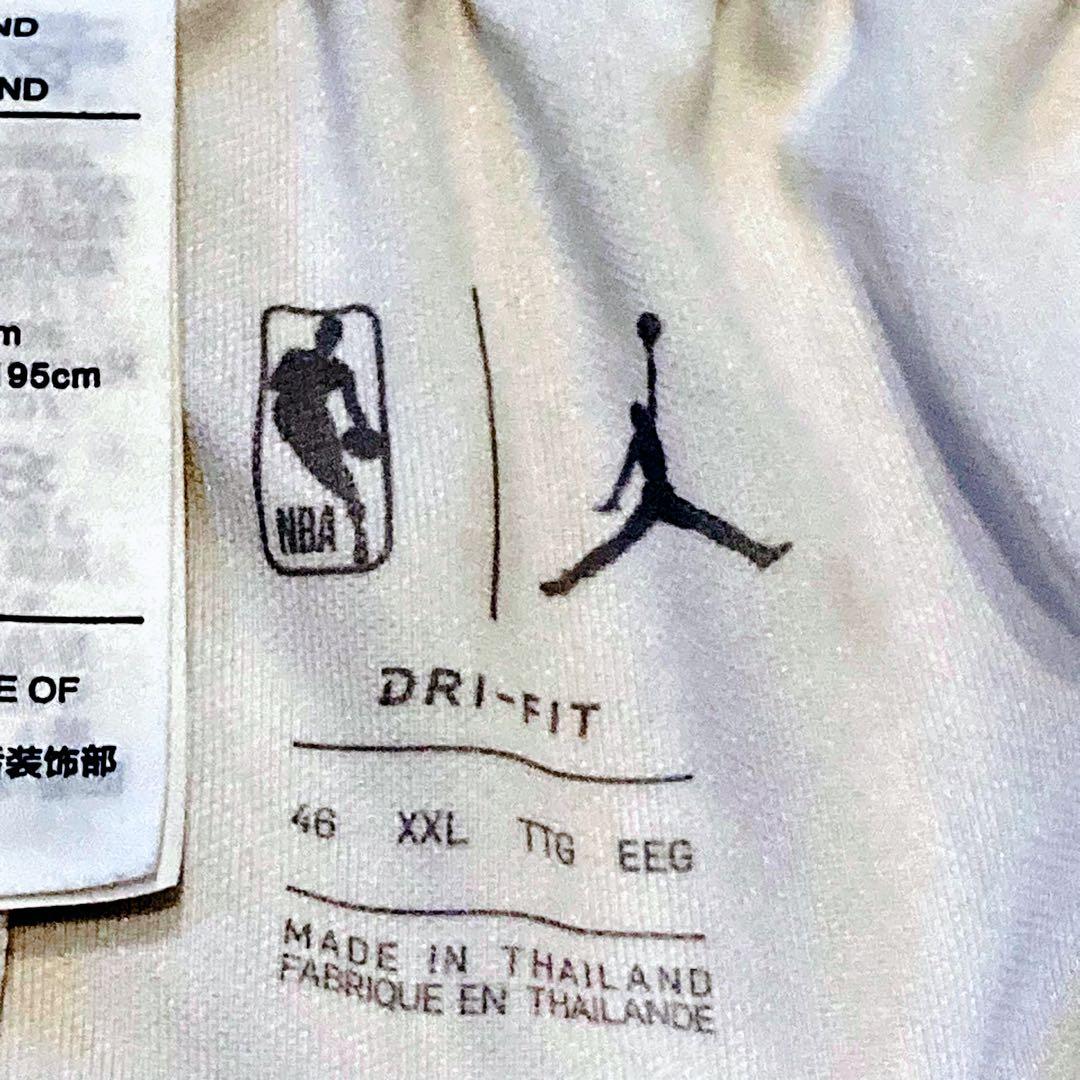 ND
ND
m
195cm
E OF
装饰部
NBA
DRI-FIT
46 XXL TTG EEG
MADE IN THAILAND
FABRIQUE EN THAILANDE